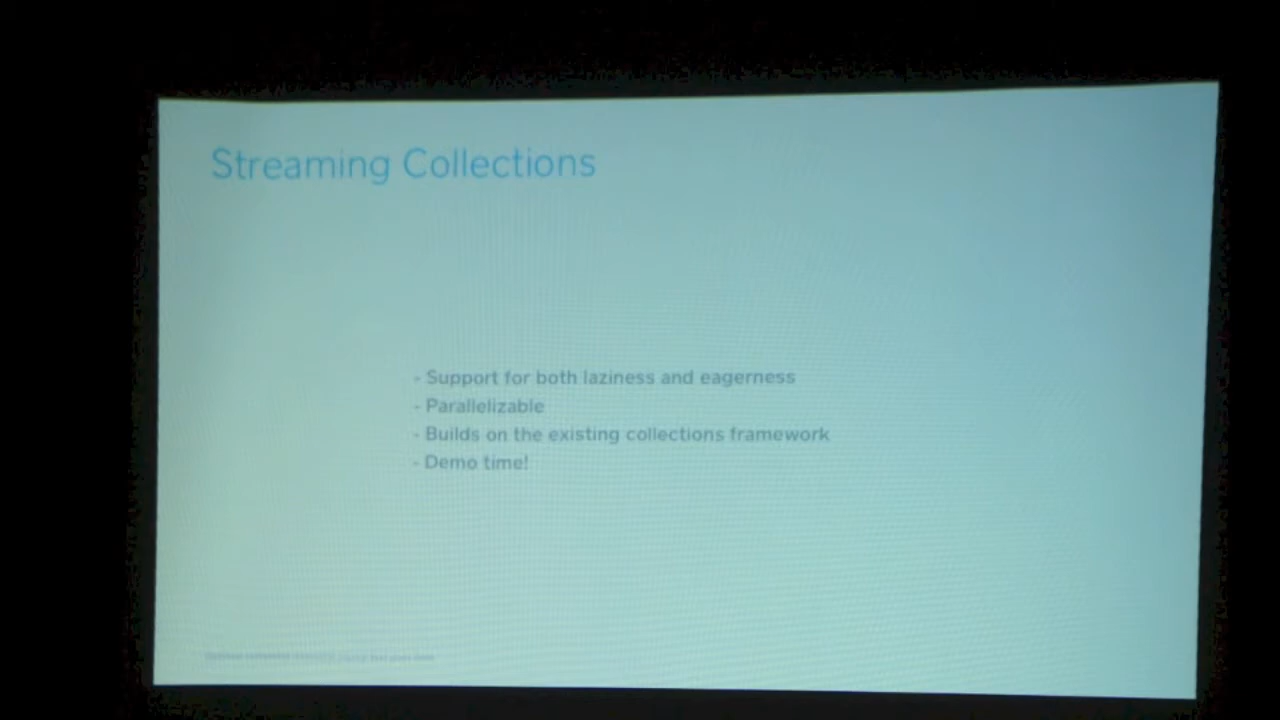 Streaming Collections
- Support for both laziness and eagerness
- Parallelizable
- Builds on the existing collections framework
- Demo time!